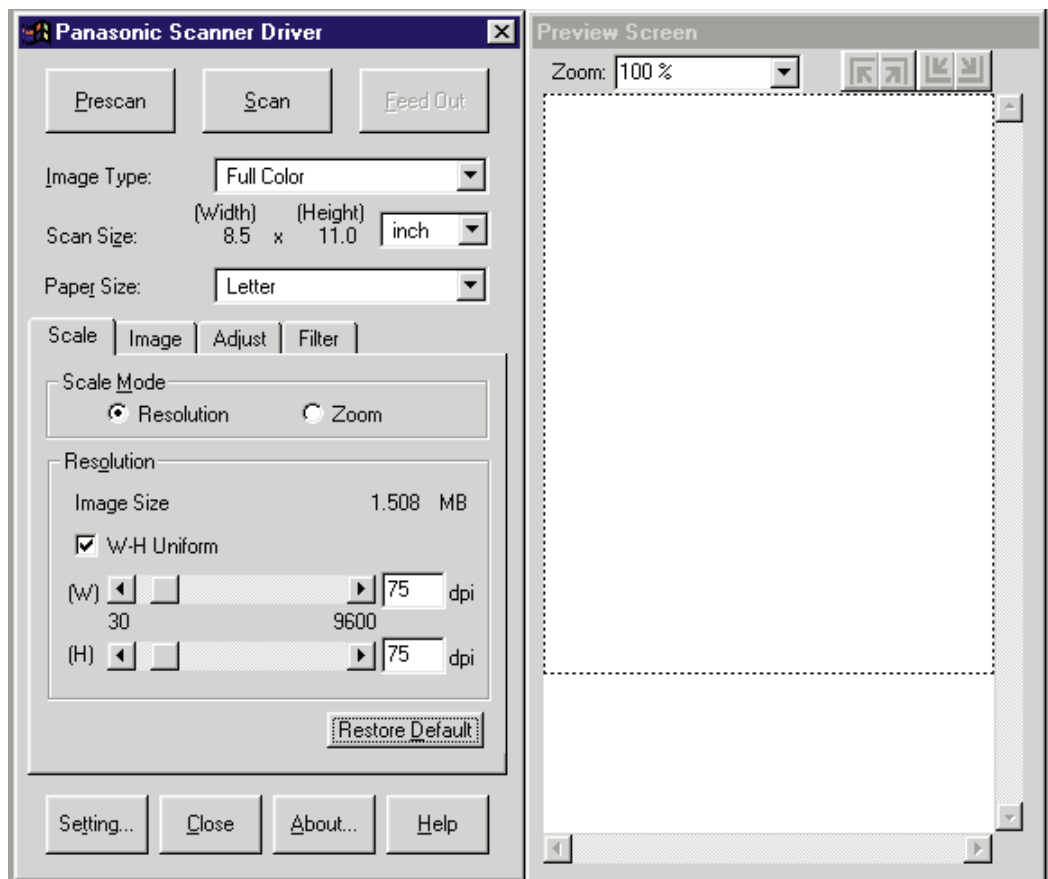 Panasonic Scanner Driver
Prescan
Scan
Feed Out
Image Type:
Full Color
(Width) (Height)
Scan Size:
8.5 x 11.0
inch
Paper Size:
Letter
Scale
Image
Adjust
Filter
Scale Mode
Resolution
Zoom
Resolution
Image Size 1.508 MB
W-H Uniform
(W) 75 dpi
30 9600
(H) 75 dpi
Restore Default
Setting...
Close
About...
Help
Preview Screen
Zoom: 100 %